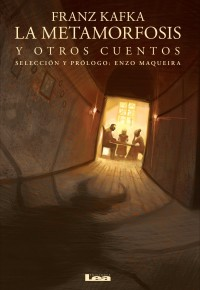 FRANZ KAFKA
LA METAMORFOSIS
Y OTROS CUENTOS
SELECCIÓN Y PRÓLOGO: ENZO MAQUEIRA
Lea